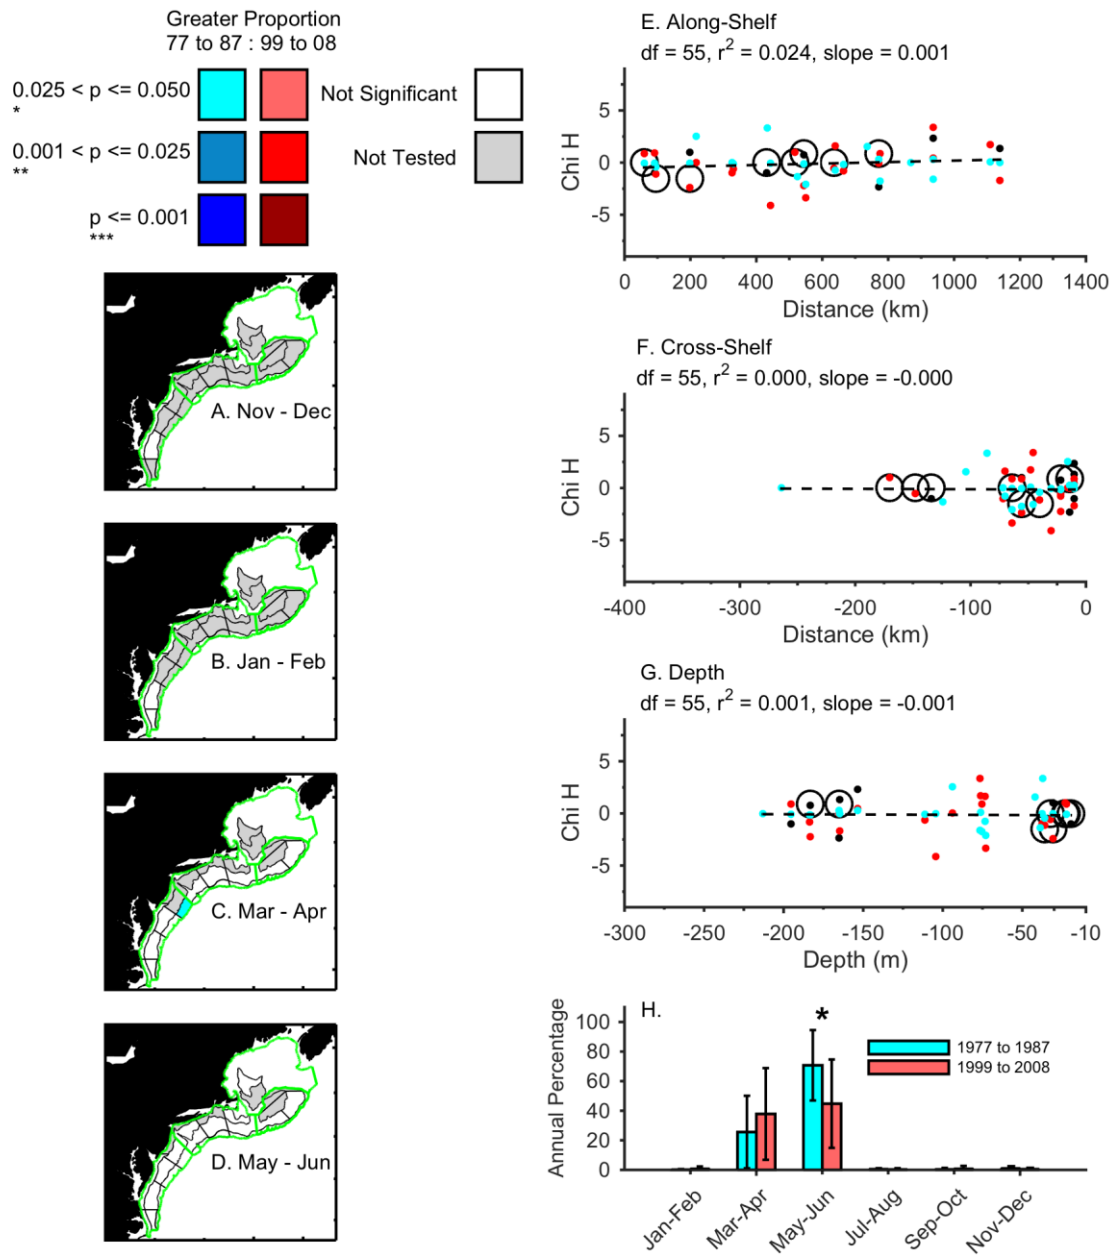 Greater Proportion
77 to 87 : 99 to 08
0.025 < p <= 0.050
*
Not Significant
0.001 < p <= 0.025
**
Not Tested
p <= 0.001
***
A. Nov - Dec
B. Jan - Feb
C. Mar - Apr
D. May - Jun
E. Along-Shelf
df = 55, r² = 0.024, slope = 0.001
Chi H
5
0
-5
0 200 400 600 800 1000 1200 1400
Distance (km)
F. Cross-Shelf
df = 55, r² = 0.000, slope = -0.000
Chi H
5
0
-5
-400 -300 -200 -100 0
Distance (km)
G. Depth
df = 55, r² = 0.001, slope = -0.001
Chi H
5
0
-5
-300 -200 -150 -100 -50 -10
Depth (m)
H.
Annual Percentage
100
80
60
40
20
0
*
1977 to 1987
1999 to 2008
Jan-Feb
Mar-Apr
May-Jun
Jul-Aug
Sep-Oct
Nov-Dec